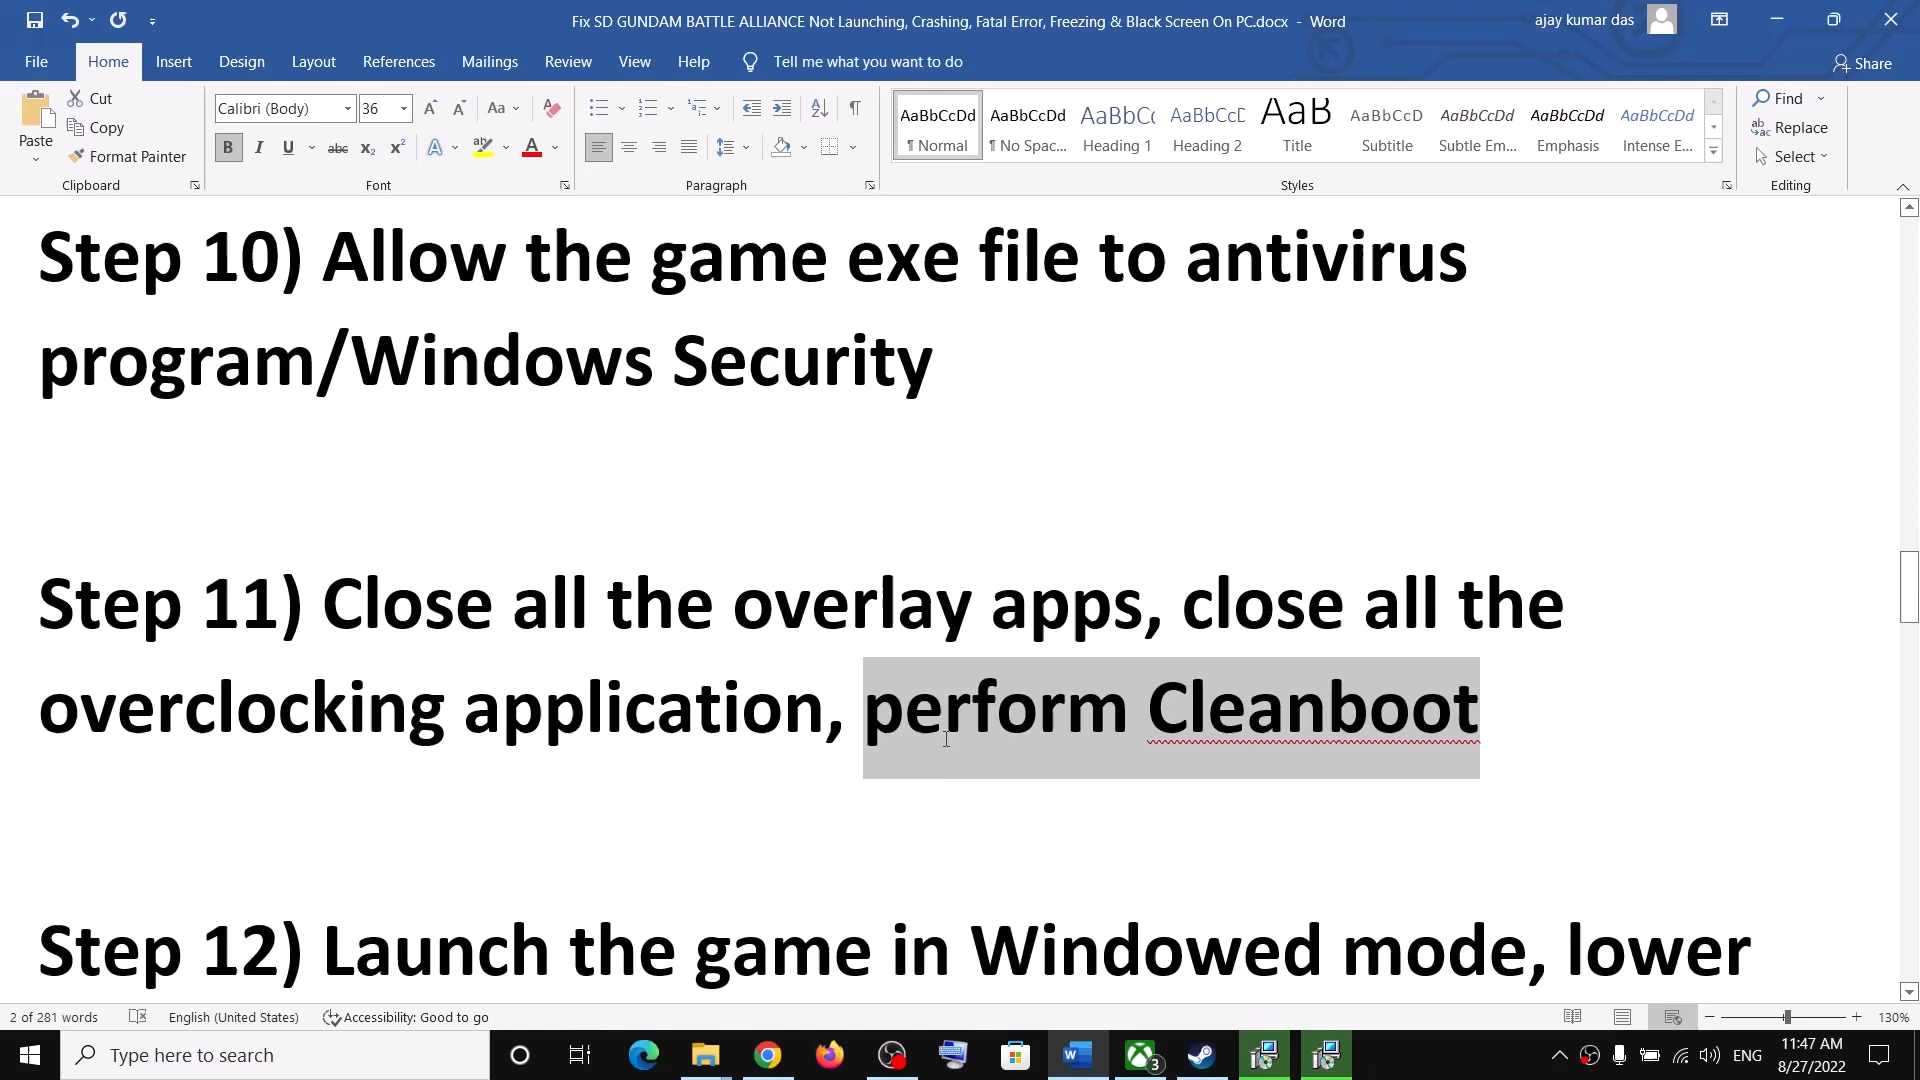 Fix SD GUNDAM BATTLE ALLIANCE Not Launching, Crashing, Fatal Error, Freezing & Black Screen On PC.docx - Word
ajay kumar das
File Home Insert Design Layout References Mailings Review View Help Tell me what you want to do
Share
Paste
Cut
Copy
Format Painter
Clipboard
Calibri (Body) 36
Font
Paragraph
AaBbCcDd AaBbCcDd AaBbC AaBbCcD AaB AaBbCcD AaBbCcDd AaBbCcDd AaBbCcDd
¶ Normal ¶ No Spac... Heading 1 Heading 2 Title Subtitle Subtle Em... Emphasis Intense E...
Styles
Find
Replace
Select
Editing
Step 10) Allow the game exe file to antivirus
program/Windows Security
Step 11) Close all the overlay apps, close all the
overclocking application, perform Cleanboot
Step 12) Launch the game in Windowed mode, lower
2 of 281 words English (United States) Accessibility: Good to go 130%
Type here to search
3
ENG
11:47 AM
8/27/2022